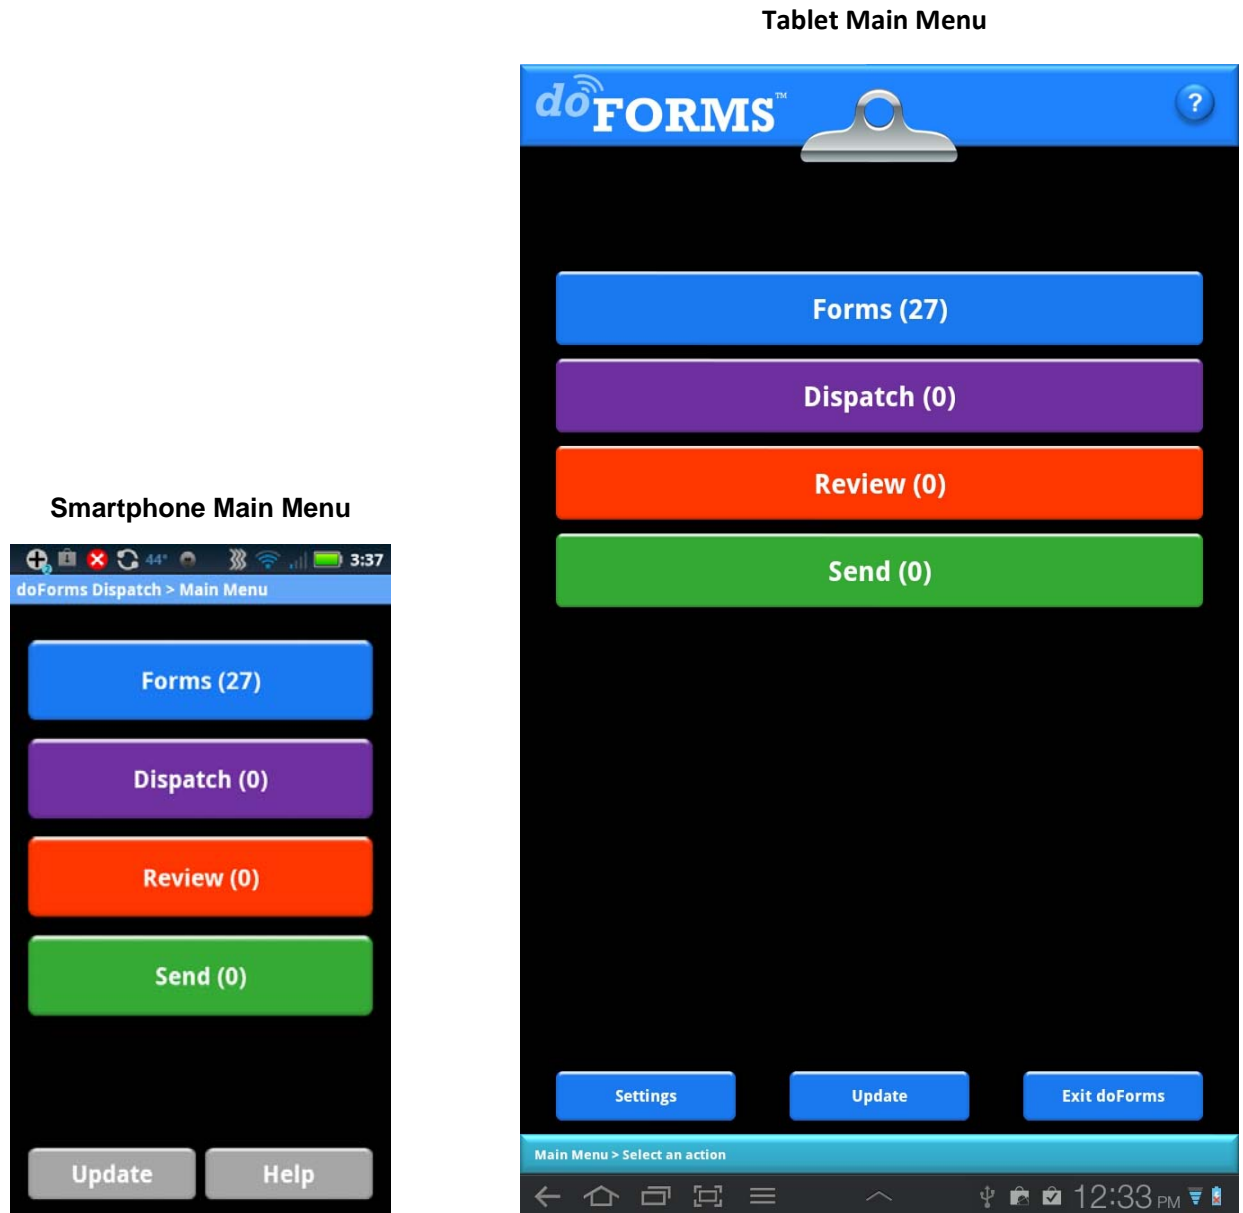 Tablet Main Menu
doFORMS™
?
Forms (27)
Dispatch (0)
Review (0)
Send (0)
Settings
Update
Exit doForms
Main Menu > Select an action
12:33 PM
Smartphone Main Menu
44° 3:37
doForms Dispatch > Main Menu
Forms (27)
Dispatch (0)
Review (0)
Send (0)
Update
Help